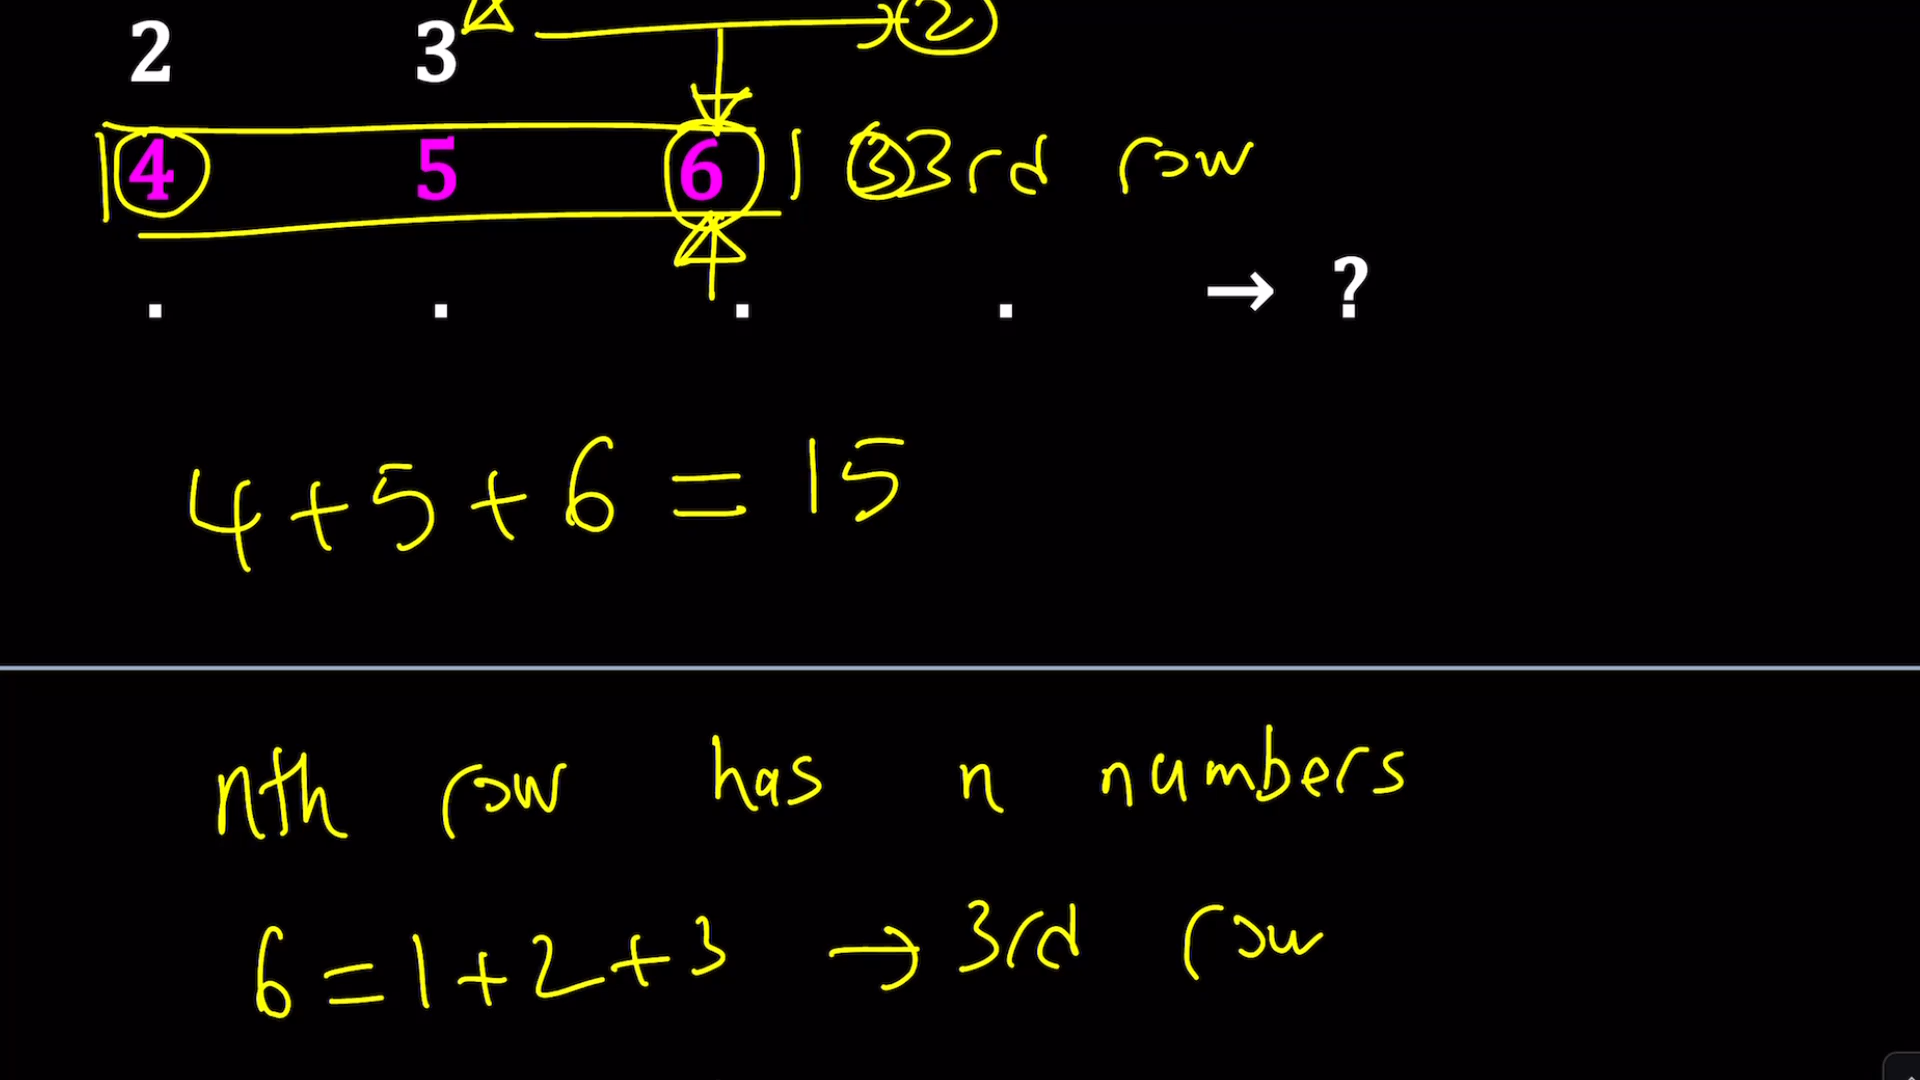 2 3 2
4 5 6 3 3rd row
. . . . → ?
4 + 5 + 6 = 15
nth row has n numbers
6 = 1 + 2 + 3 → 3rd row